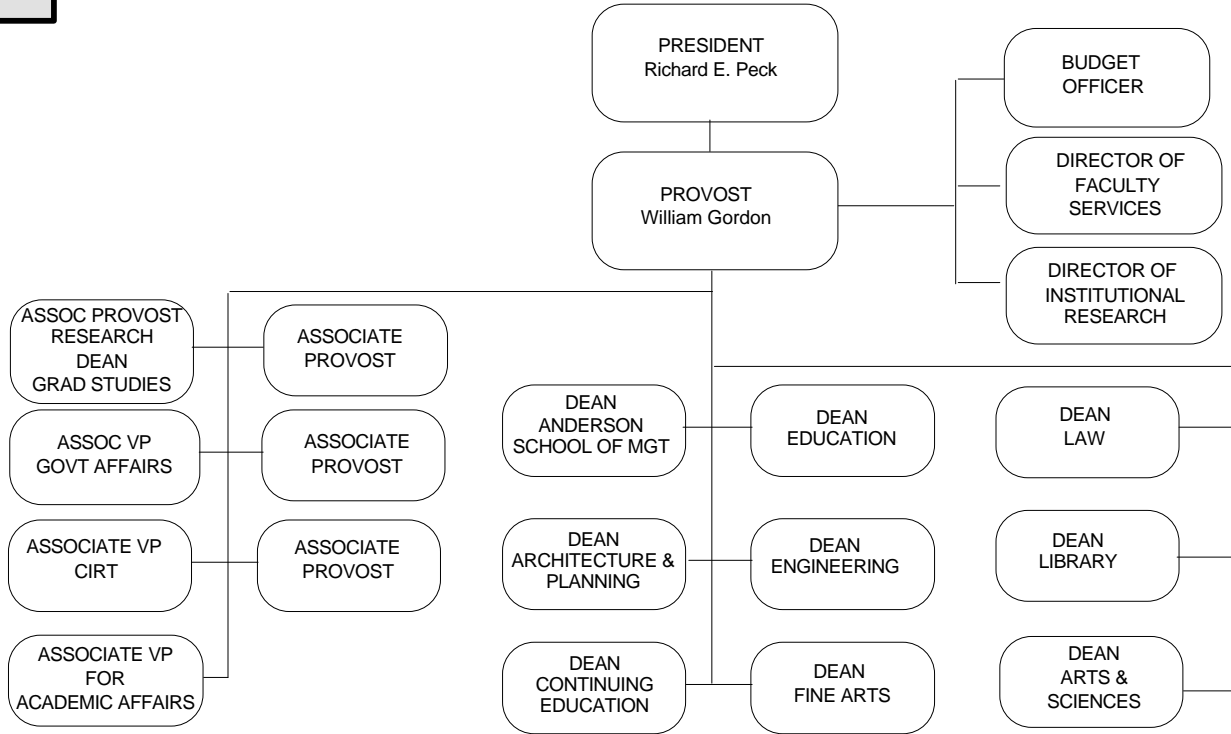 PRESIDENT
Richard E. Peck
BUDGET
OFFICER
PROVOST
William Gordon
DIRECTOR OF
FACULTY
SERVICES
DIRECTOR OF
INSTITUTIONAL
RESEARCH
ASSOC PROVOST
RESEARCH
DEAN
GRAD STUDIES
ASSOCIATE
PROVOST
ASSOC VP
GOVT AFFAIRS
ASSOCIATE
PROVOST
ASSOCIATE VP
CIRT
ASSOCIATE
PROVOST
ASSOCIATE VP
FOR
ACADEMIC AFFAIRS
DEAN
ANDERSON
SCHOOL OF MGT
DEAN
EDUCATION
DEAN
LAW
DEAN
ARCHITECTURE &
PLANNING
DEAN
ENGINEERING
DEAN
LIBRARY
DEAN
CONTINUING
EDUCATION
DEAN
FINE ARTS
DEAN
ARTS &
SCIENCES